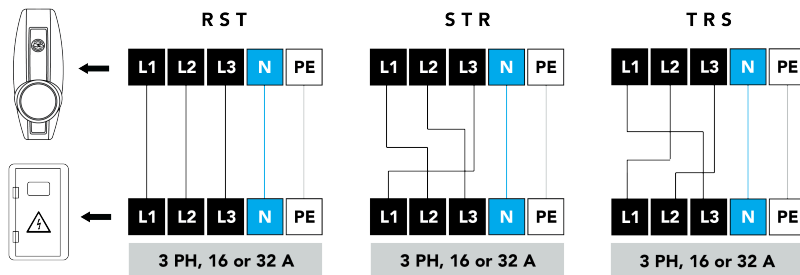 R S T S T R T R S
L1 L2 L3 N PE L1 L2 L3 N PE L1 L2 L3 N PE
L1 L2 L3 N PE L1 L2 L3 N PE L1 L2 L3 N PE
3 PH, 16 or 32 A 3 PH, 16 or 32 A 3 PH, 16 or 32 A